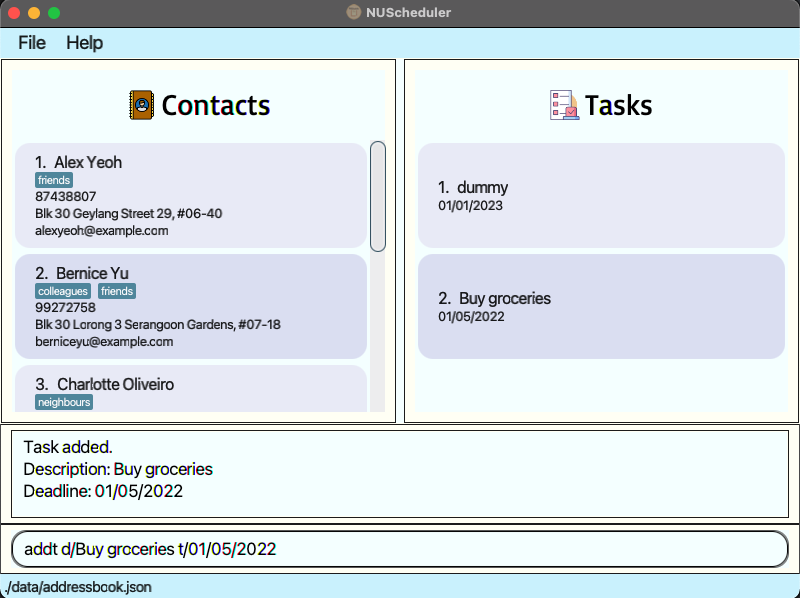 NUScheduler
File Help
Contacts
1. Alex Yeoh
friends
87438807
Blk 30 Geylang Street 29, #06-40
alexyeoh@example.com
2. Bernice Yu
colleagues friends
99272758
Blk 30 Lorong 3 Serangoon Gardens, #07-18
berniceyu@example.com
3. Charlotte Oliveiro
neighbours
Tasks
1. dummy
01/01/2023
2. Buy groceries
01/05/2022
Task added.
Description: Buy groceries
Deadline: 01/05/2022
addt d/Buy groceries t/01/05/2022
./data/addressbook.json